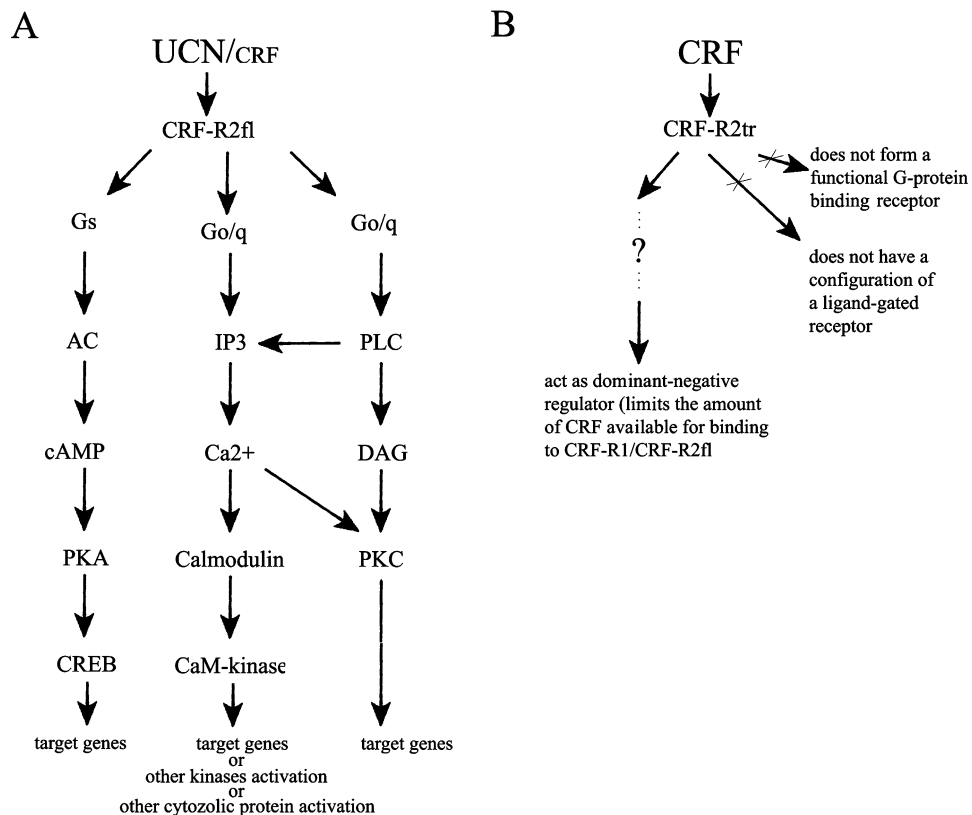 A
UCN/CRF
CRF-R2fl
Gs
Go/q
Go/q
AC
IP3
PLC
cAMP
Ca2+
DAG
PKA
Calmodulin
PKC
CREB
CaM-kinase
target genes
target genes
or
other kinases activation
or
other cytozolic protein activation
target genes
B
CRF
CRF-R2tr
does not form a
functional G-protein
binding receptor
does not have a
configuration of
a ligand-gated
receptor
?
act as dominant-negative
regulator (limits the amount
of CRF available for binding
to CRF-R1/CRF-R2fl